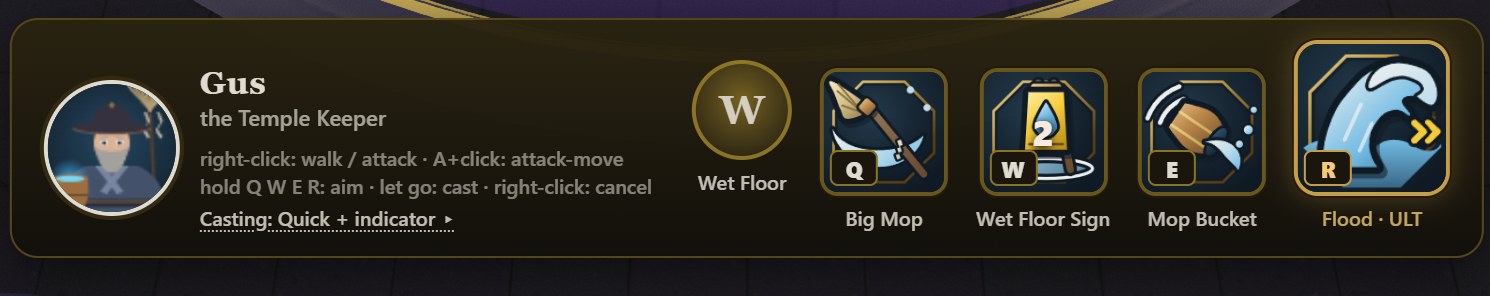 Gus
the Temple Keeper
right-click: walk / attack · A+click: attack-move
hold Q W E R: aim · let go: cast · right-click: cancel
Casting: Quick + indicator ▸
W
Wet Floor
Q
Big Mop
2
W
Wet Floor Sign
E
Mop Bucket
R
Flood · ULT